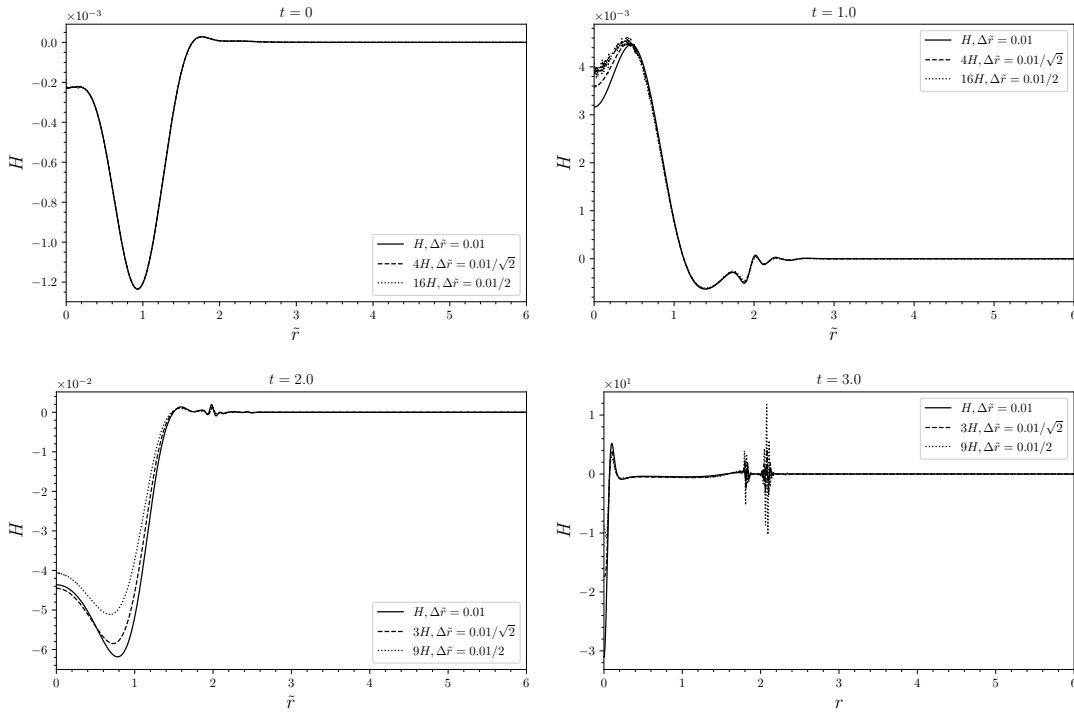 ×10⁻³
t = 0
0.0
−0.2
−0.4
−0.6
−0.8
−1.0
−1.2
H
0 1 2 3 4 5 6
r̃
H, Δr̃ = 0.01
4H, Δr̃ = 0.01/√2
16H, Δr̃ = 0.01/2
×10⁻³
t = 1.0
4
3
2
1
0
H
0 1 2 3 4 5 6
r̃
H, Δr̃ = 0.01
4H, Δr̃ = 0.01/√2
16H, Δr̃ = 0.01/2
×10⁻²
t = 2.0
0
−1
−2
−3
−4
−5
−6
H
0 1 2 3 4 5 6
r̃
H, Δr̃ = 0.01
3H, Δr̃ = 0.01/√2
9H, Δr̃ = 0.01/2
×10¹
t = 3.0
1
0
−1
−2
−3
H
0 1 2 3 4 5 6
r
H, Δr̃ = 0.01
3H, Δr̃ = 0.01/√2
9H, Δr̃ = 0.01/2